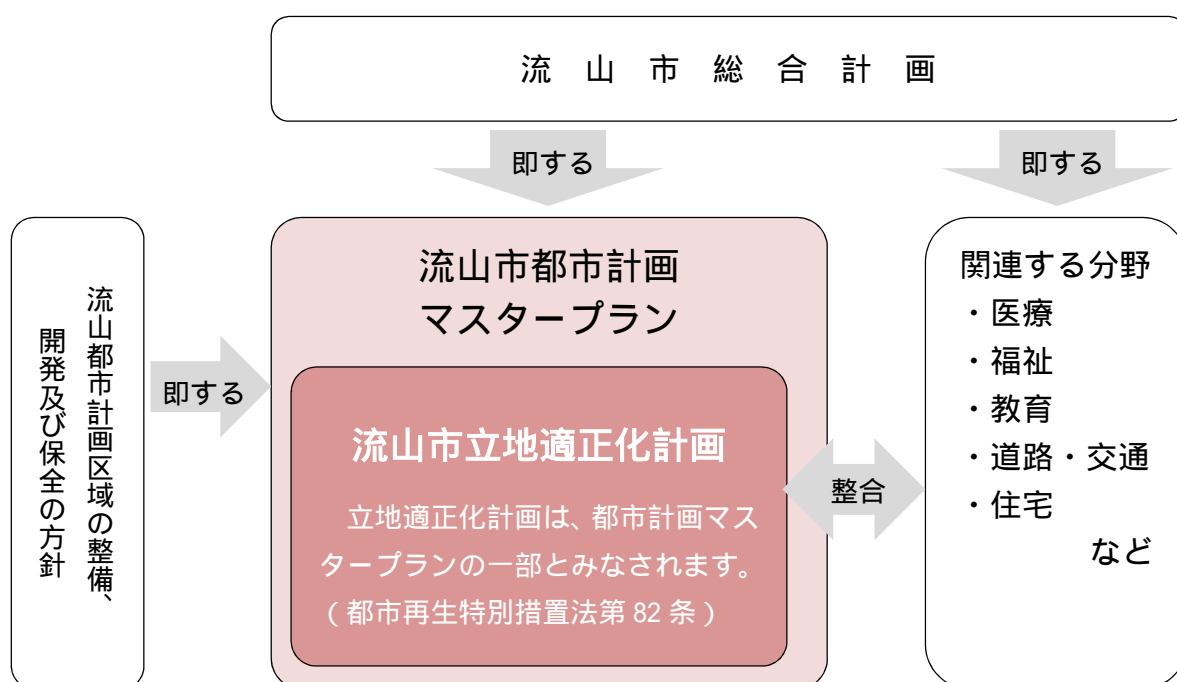 流山市総合計画
即する
即する
流山都市計画区域の整備、
開発及び保全の方針
即する
流山市都市計画
マスタープラン
流山市立地適正化計画
立地適正化計画は、都市計画マス
タープランの一部とみなされます。
（都市再生特別措置法第 82 条）
整合
関連する分野
・医療
・福祉
・教育
・道路・交通
・住宅
など